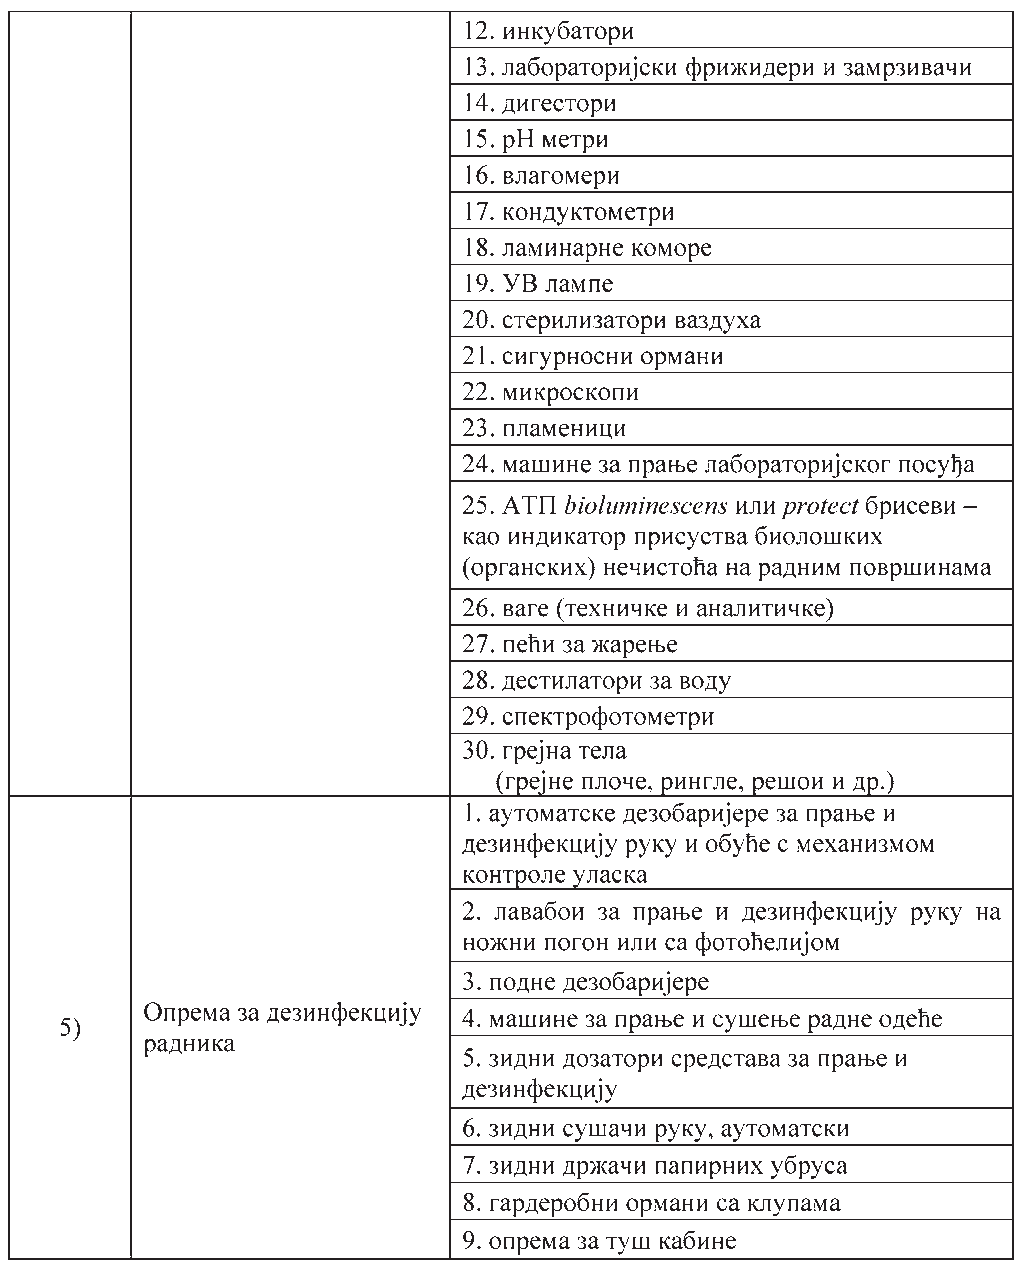 12. инкубатори
13. лабораторијски фрижидери и замрзивачи
14. дигестори
15. pH метри
16. влагомери
17. кондуктометри
18. ламинарне коморе
19. УВ лампе
20. стерилизатори ваздуха
21. сигурносни ормани
22. микроскопи
23. пламеници
24. машине за прање лабораторијског посуђа
25. АТП bioluminescens или protect брисеви –
као индикатор присуства биолошких
(органских) нечистоћа на радним површинама
26. ваге (техничке и аналитичке)
27. пећи за жарење
28. дестилатори за воду
29. спектрофотометри
30. грејна тела
(грејне плоче, рингле, решои и др.)
5)
Опрема за дезинфекцију
радника
1. аутоматске дезобаријере за прање и
дезинфекцију руку и обуће с механизмом
контроле уласка
2. лавабои за прање и дезинфекцију руку на
ножни погон или са фотоћелијом
3. подне дезобаријере
4. машине за прање и сушење радне одеће
5. зидни дозатори средстава за прање и
дезинфекцију
6. зидни сушачи руку, аутоматски
7. зидни држачи папирних убруса
8. гардеробни ормани са клупама
9. опрема за туш кабине